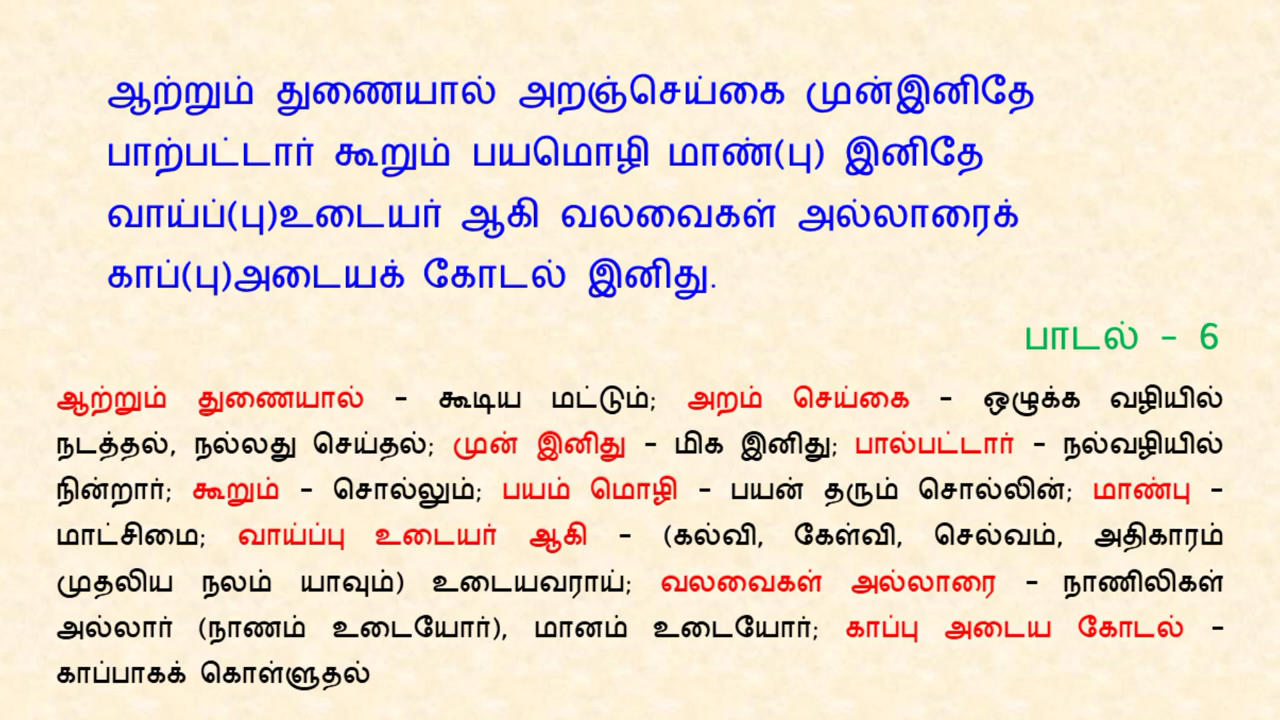 ஆற்றும் துணையால் அறஞ்செய்கை முன்இனிதே
பாற்பட்டார் கூறும் பயமொழி மாண்(பு) இனிதே
வாய்ப்(பு)உடையர் ஆகி வலவைகள் அல்லாரைக்
காப்(பு)அடையக் கோடல் இனிது.
பாடல் - 6
ஆற்றும் துணையால் - கூடிய மட்டும்; அறம் செய்கை - ஒழுக்க வழியில்
நடத்தல், நல்லது செய்தல்; முன் இனிது - மிக இனிது; பால்பட்டார் - நல்வழியில்
நின்றார்; கூறும் - சொல்லும்; பயம் மொழி - பயன் தரும் சொல்லின்; மாண்பு -
மாட்சிமை; வாய்ப்பு உடையர் ஆகி - (கல்வி, கேள்வி, செல்வம், அதிகாரம்
முதலிய நலம் யாவும்) உடையவராய்; வலவைகள் அல்லாரை - நாணிலிகள்
அல்லார் (நாணம் உடையோர்), மானம் உடையோர்; காப்பு அடைய கோடல் -
காப்பாகக் கொள்ளுதல்